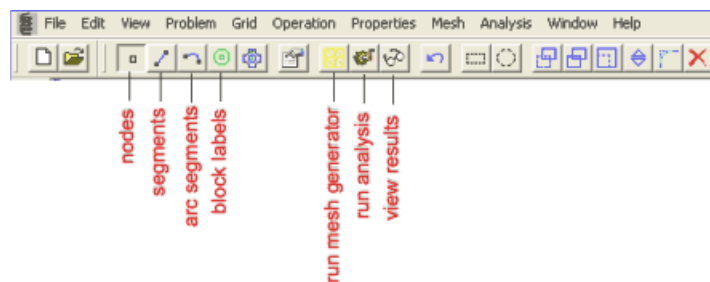 File Edit View Problem Grid Operation Properties Mesh Analysis Window Help
nodes
segments
arc segments
block labels
run mesh generator
run analysis
view results